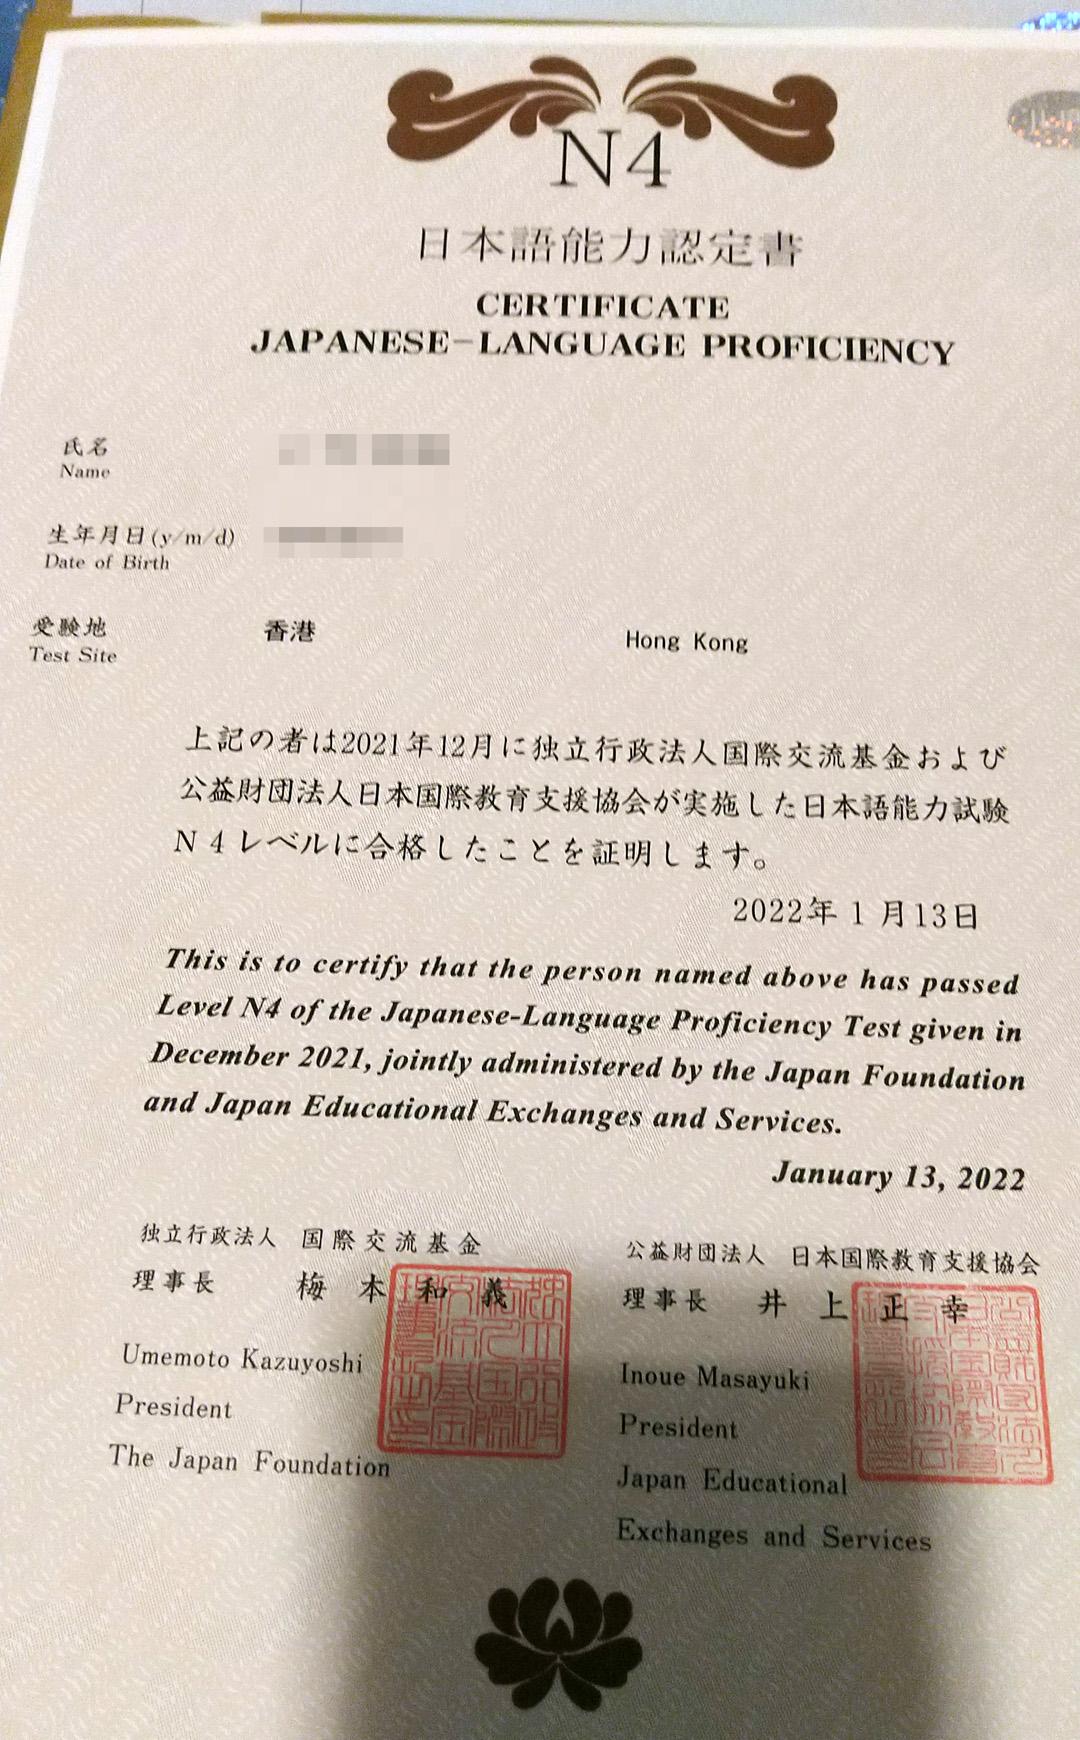 N4
日本語能力認定書
CERTIFICATE
JAPANESE-LANGUAGE PROFICIENCY
氏名
Name
生年月日(y/m/d)
Date of Birth
受験地 香港 Hong Kong
Test Site
上記の者は2021年12月に独立行政法人国際交流基金および
公益財団法人日本国際教育支援協会が実施した日本語能力試験
N4レベルに合格したことを証明します。
2022年1月13日
This is to certify that the person named above has passed
Level N4 of the Japanese-Language Proficiency Test given in
December 2021, jointly administered by the Japan Foundation
and Japan Educational Exchanges and Services.
January 13, 2022
独立行政法人 国際交流基金
理事長 梅本和義
Umemoto Kazuyoshi
President
The Japan Foundation
公益財団法人 日本国際教育支援協会
理事長 井上正幸
Inoue Masayuki
President
Japan Educational
Exchanges and Services